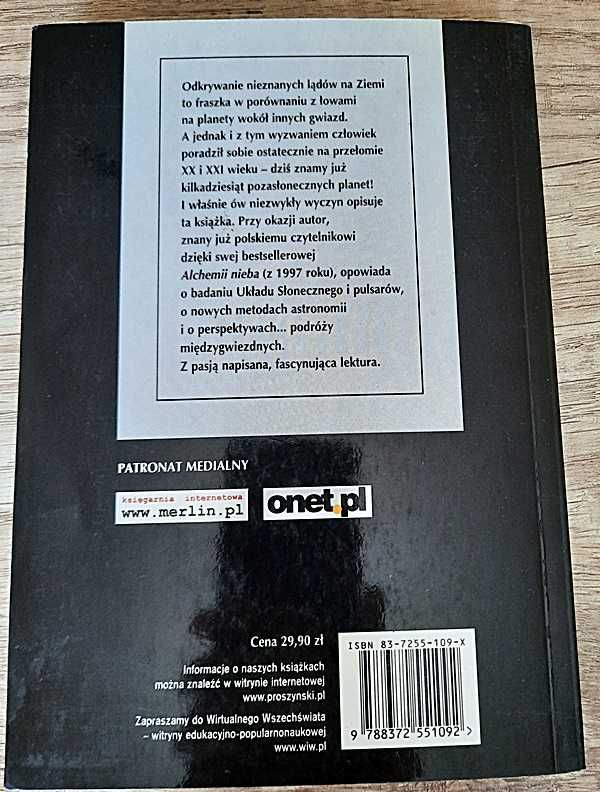 Odkrywanie nieznanych lądów na Ziemi
to fraszka w porównaniu z łowami
na planety wokół innych gwiazd.
A jednak i z tym wyzwaniem człowiek
poradził sobie ostatecznie na przełomie
XX i XXI wieku – dziś znamy już
kilkadziesiąt pozasłonecznych planet!
I właśnie ów niezwykły wyczyn opisuje
ta książka. Przy okazji autor,
znany już polskiemu czytelnikowi
dzięki swej bestsellerowej
Alchemii nieba (z 1997 roku), opowiada
o badaniu Układu Słonecznego i pulsarów,
o nowych metodach astronomii
i o perspektywach... podróży
międzygwiezdnych.
Z pasją napisana, fascynująca lektura.
PATRONAT MEDIALNY
księgarnia internetowa
www.merlin.pl
onet.pl
Cena 29,90 zł
Informacje o naszych książkach
można znaleźć w witrynie internetowej
www.proszynski.pl
Zapraszamy do Wirtualnego Wszechświata
– witryny edukacyjno-popularnonaukowej
www.wiw.pl
ISBN 83-7255-109-X
9 788372 551092 >